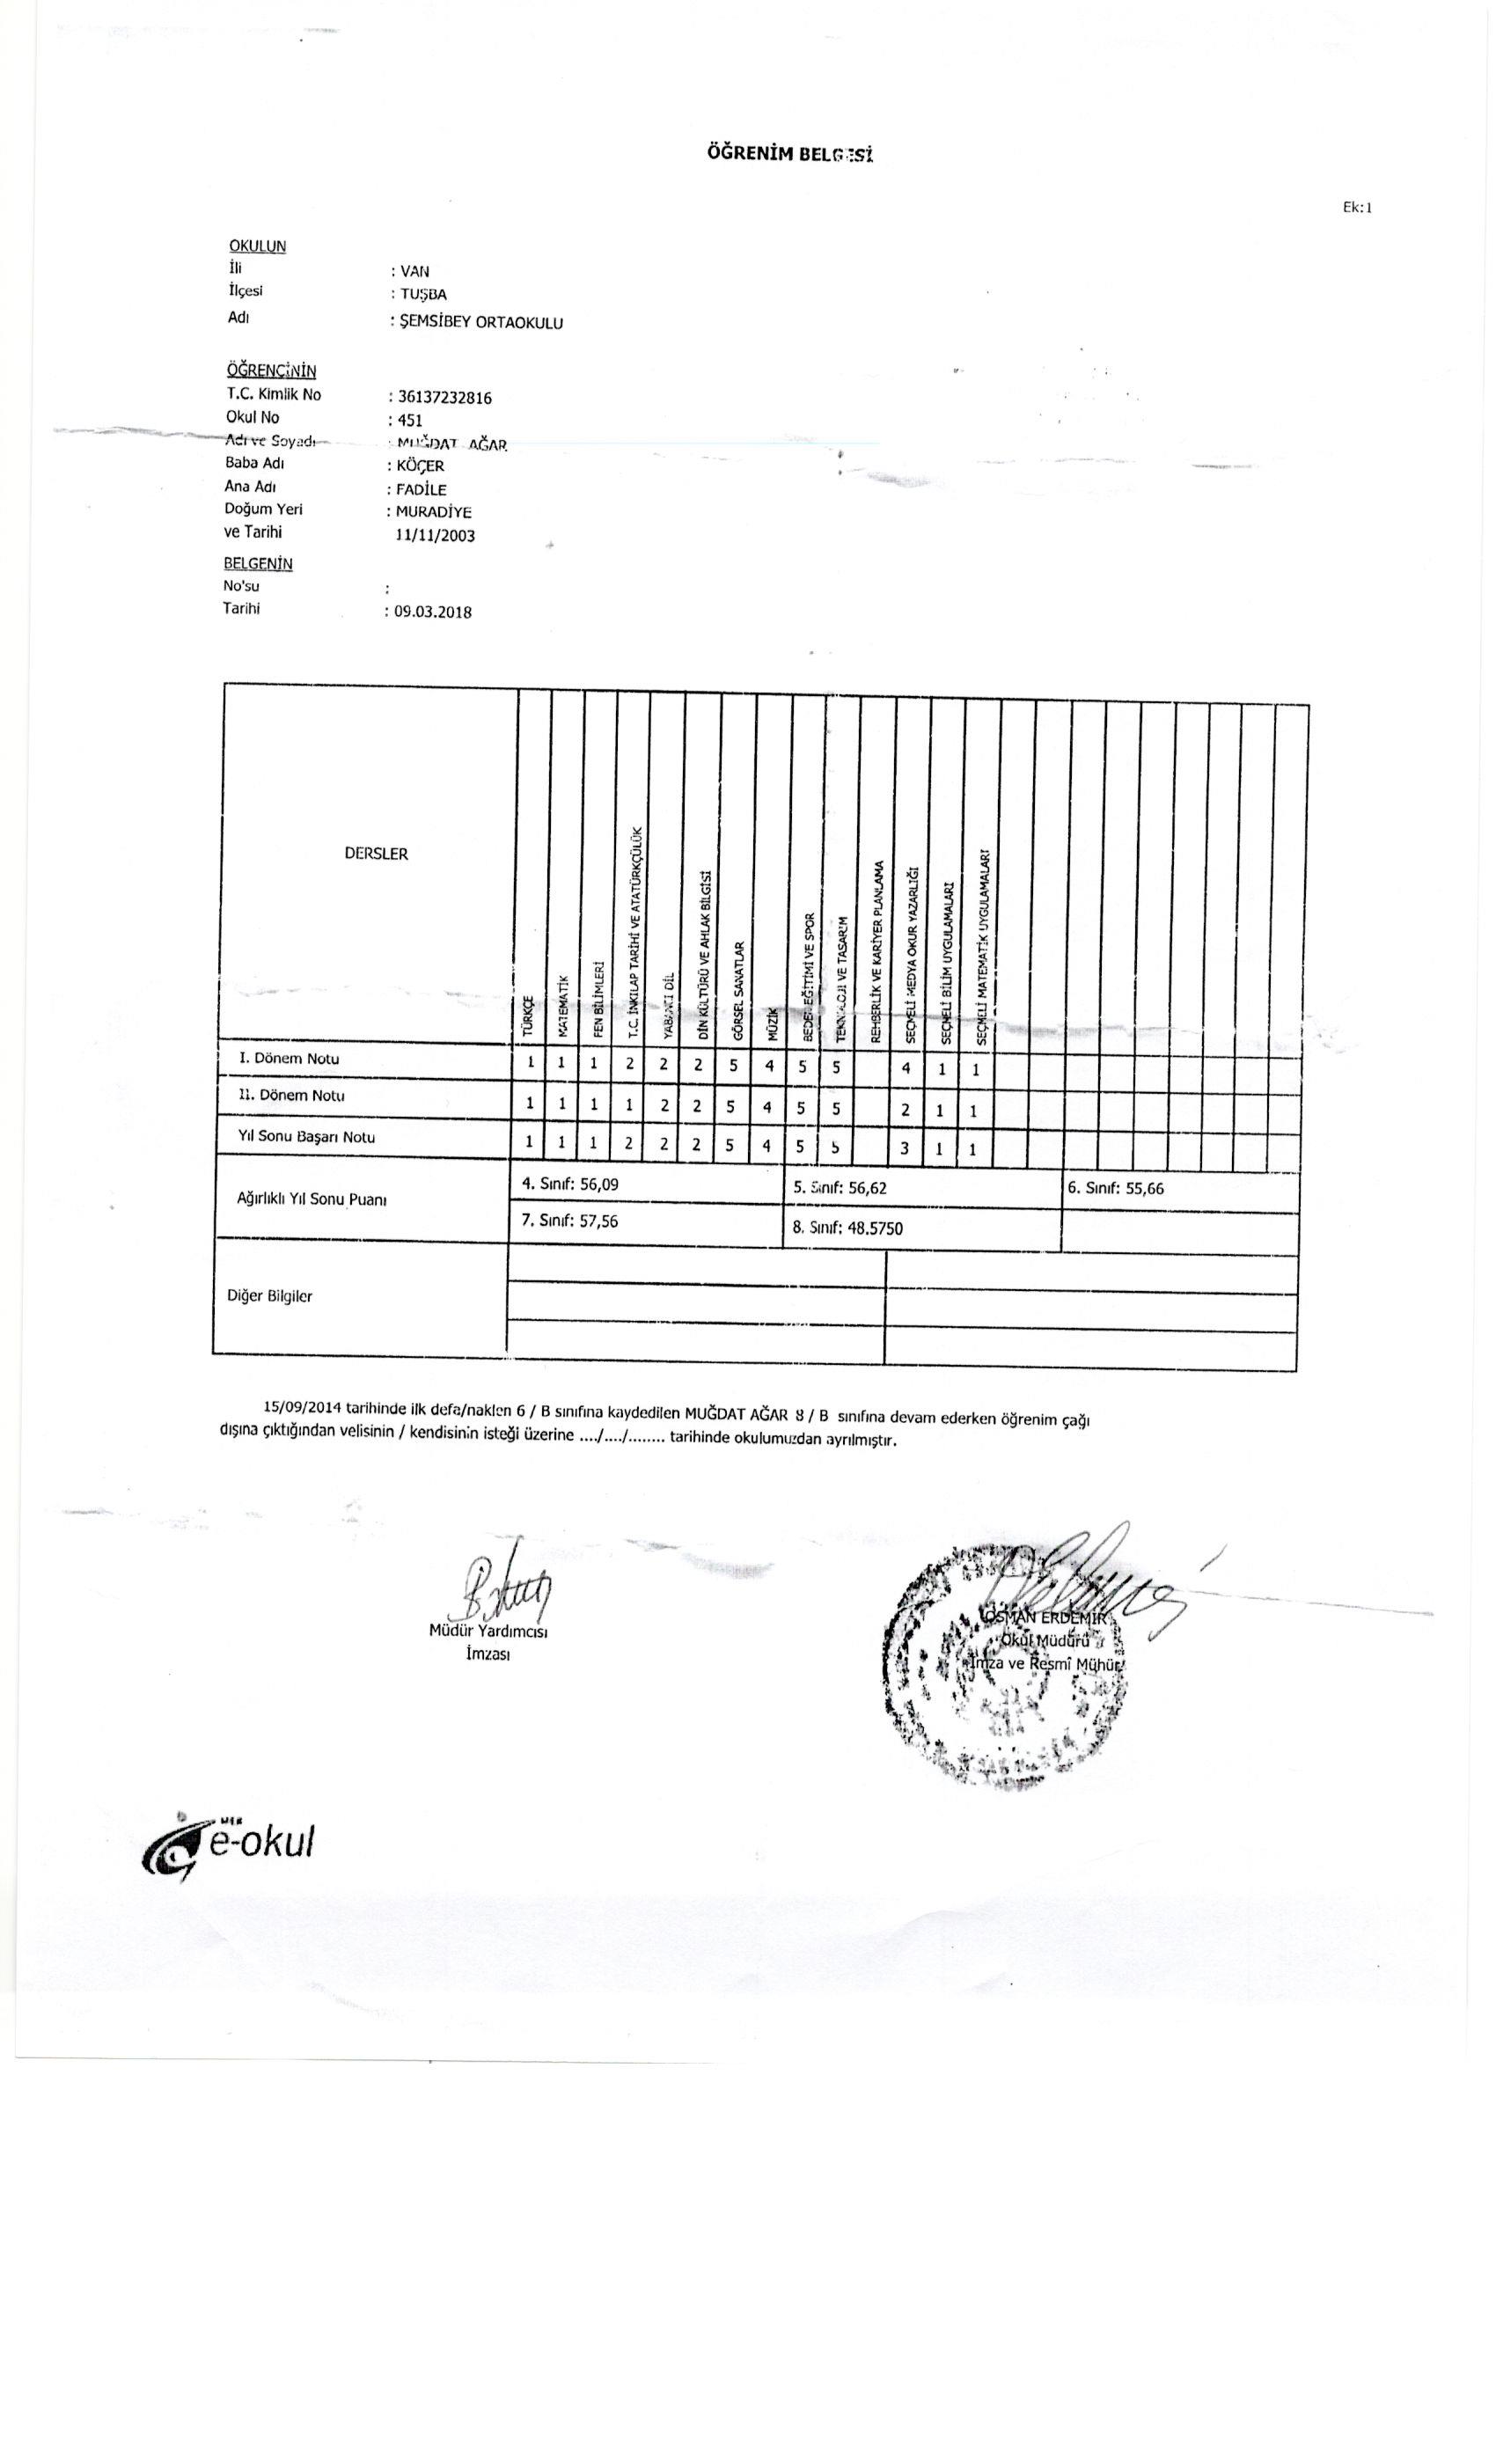 ÖĞRENİM BELGESİ
Ek:1
OKULUN
İli : VAN
İlçesi : TUŞBA
Adı : ŞEMSİBEY ORTAOKULU
ÖĞRENCİNİN
T.C. Kimlik No : 36137232816
Okul No : 451
Adı ve Soyadı : MUĞDAT AĞAR
Baba Adı : KÖÇER
Ana Adı : FADİLE
Doğum Yeri : MURADİYE
ve Tarihi 11/11/2003
BELGENİN
No'su :
Tarihi : 09.03.2018
DERSLER
TÜRKÇE
MATEMATİK
FEN BİLİMLERİ
T.C. İNKILAP TARİHİ VE ATATÜRKÇÜLÜK
YABANCI DİL
DİN KÜLTÜRÜ VE AHLAK BİLGİSİ
GÖRSEL SANATLAR
MÜZİK
BEDEN EĞİTİMİ VE SPOR
TEKNOLOJİ VE TASARIM
REHBERLİK VE KARİYER PLANLAMA
SEÇMELİ MEDYA OKUR YAZARLIĞI
SEÇMELİ BİLİM UYGULAMALARI
SEÇMELİ MATEMATİK UYGULAMALARI
I. Dönem Notu 1 1 1 2 2 2 5 4 5 5 4 1 1
II. Dönem Notu 1 1 1 1 2 2 5 4 5 5 2 1 1
Yıl Sonu Başarı Notu 1 1 1 2 2 2 5 4 5 5 3 1 1
Ağırlıklı Yıl Sonu Puanı
4. Sınıf: 56,09 5. Sınıf: 56,62 6. Sınıf: 55,66
7. Sınıf: 57,56 8. Sınıf: 48.5750
Diğer Bilgiler
15/09/2014 tarihinde ilk defa/naklen 6 / B sınıfına kaydedilen MUĞDAT AĞAR 8 / B sınıfına devam ederken öğrenim çağı
dışına çıktığından velisinin / kendisinin isteği üzerine ..../..../........ tarihinde okulumuzdan ayrılmıştır.
Müdür Yardımcısı
İmzası
OSMAN ERDEMİR
Okul Müdürü
İmza ve Resmî Mühür
MEB
e-okul